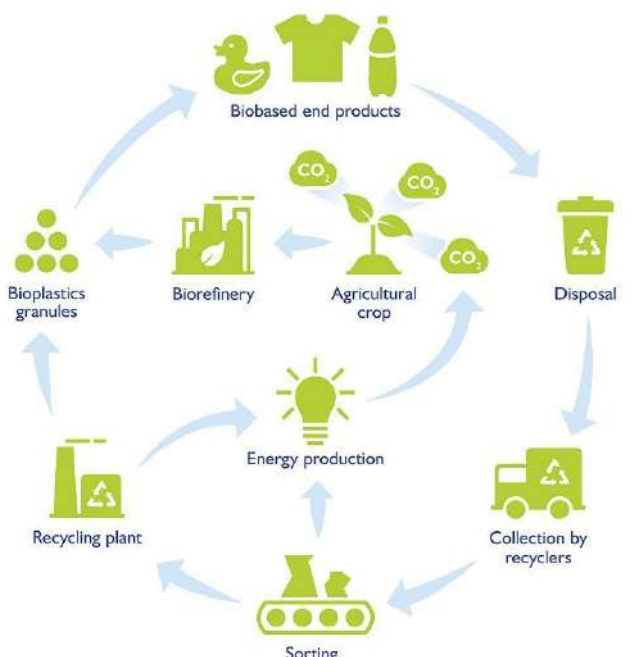 Biobased end products
CO2
CO2
CO2
Bioplastics
granules
Biorefinery
Agricultural
crop
Disposal
Energy production
Recycling plant
Collection by
recyclers
Sorting